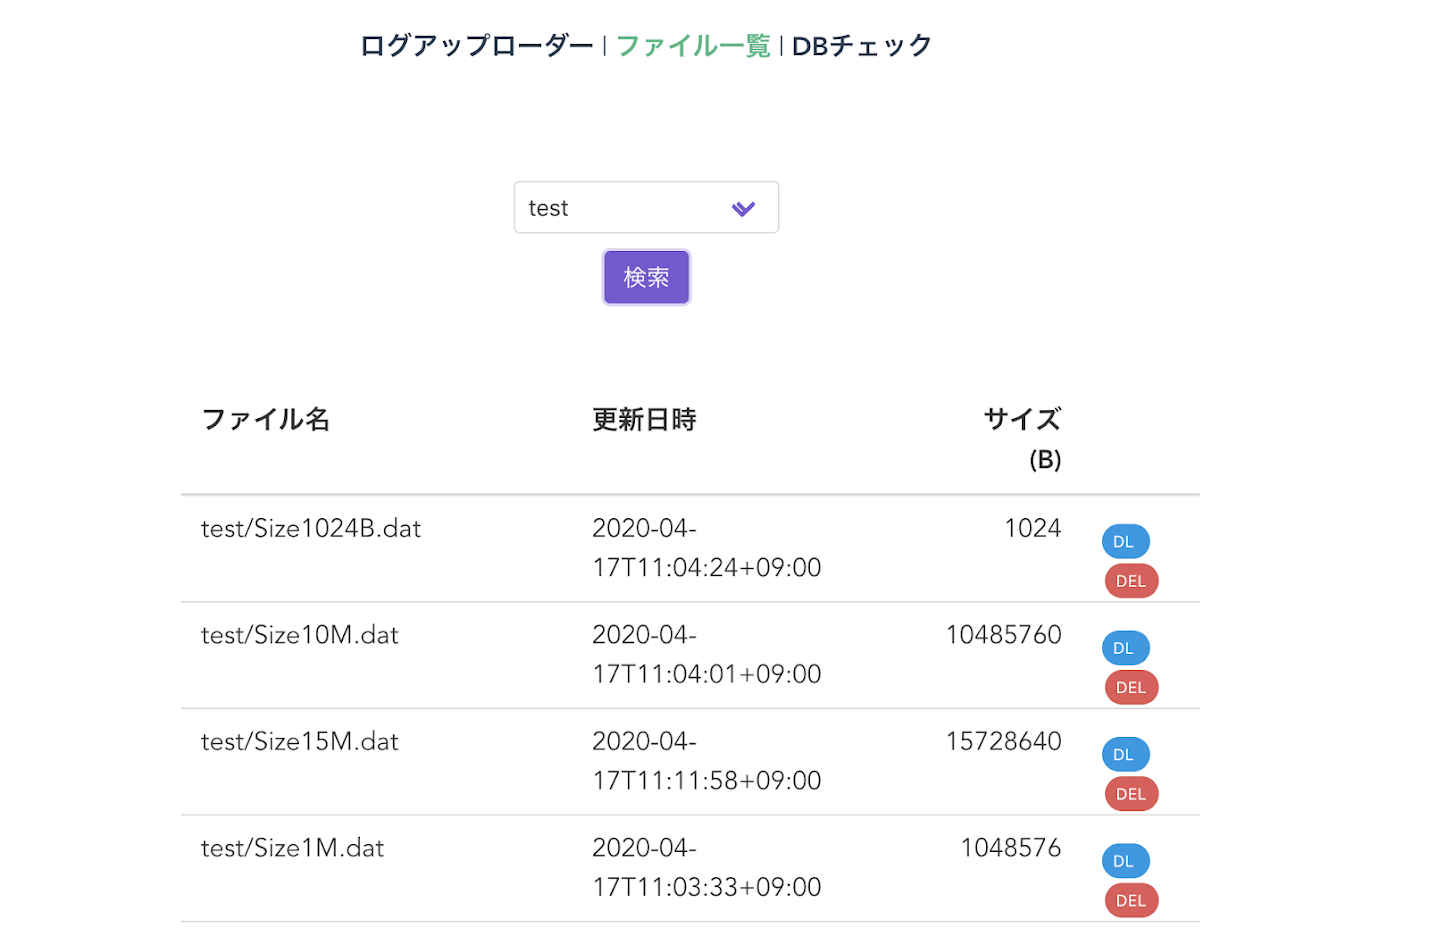 ログアップローダー | ファイル一覧 | DBチェック
test
検索
ファイル名 更新日時 サイズ
(B)
test/Size1024B.dat 2020-04- 1024
17T11:04:24+09:00
DL
DEL
test/Size10M.dat 2020-04- 10485760
17T11:04:01+09:00
DL
DEL
test/Size15M.dat 2020-04- 15728640
17T11:11:58+09:00
DL
DEL
test/Size1M.dat 2020-04- 1048576
17T11:03:33+09:00
DL
DEL